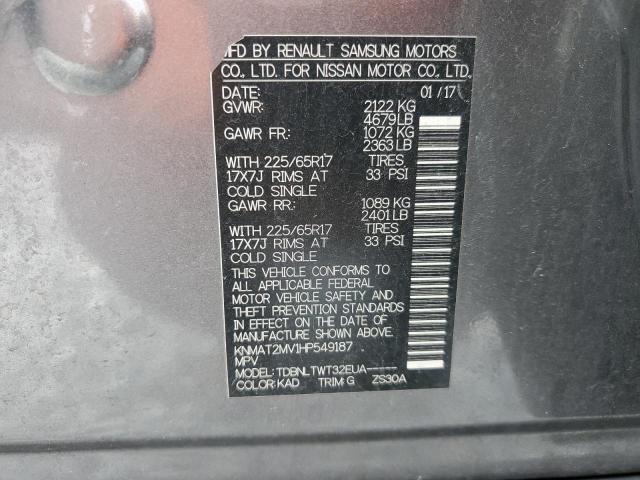 MFD BY RENAULT SAMSUNG MOTORS
CO., LTD. FOR NISSAN MOTOR CO., LTD.
DATE: 01/17
GVWR: 2122 KG
4679 LB
GAWR FR: 1072 KG
2363 LB
WITH 225/65R17 TIRES
17X7J RIMS AT 33 PSI
COLD SINGLE
GAWR RR: 1089 KG
2401 LB
WITH 225/65R17 TIRES
17X7J RIMS AT 33 PSI
COLD SINGLE
THIS VEHICLE CONFORMS TO
ALL APPLICABLE FEDERAL
MOTOR VEHICLE SAFETY AND
THEFT PREVENTION STANDARDS
IN EFFECT ON THE DATE OF
MANUFACTURE SHOWN ABOVE.
KNMAT2MV1HP549187
MPV
MODEL: TDBNLTWT32EUA-----
COLOR: KAD TRIM: G ZS30A